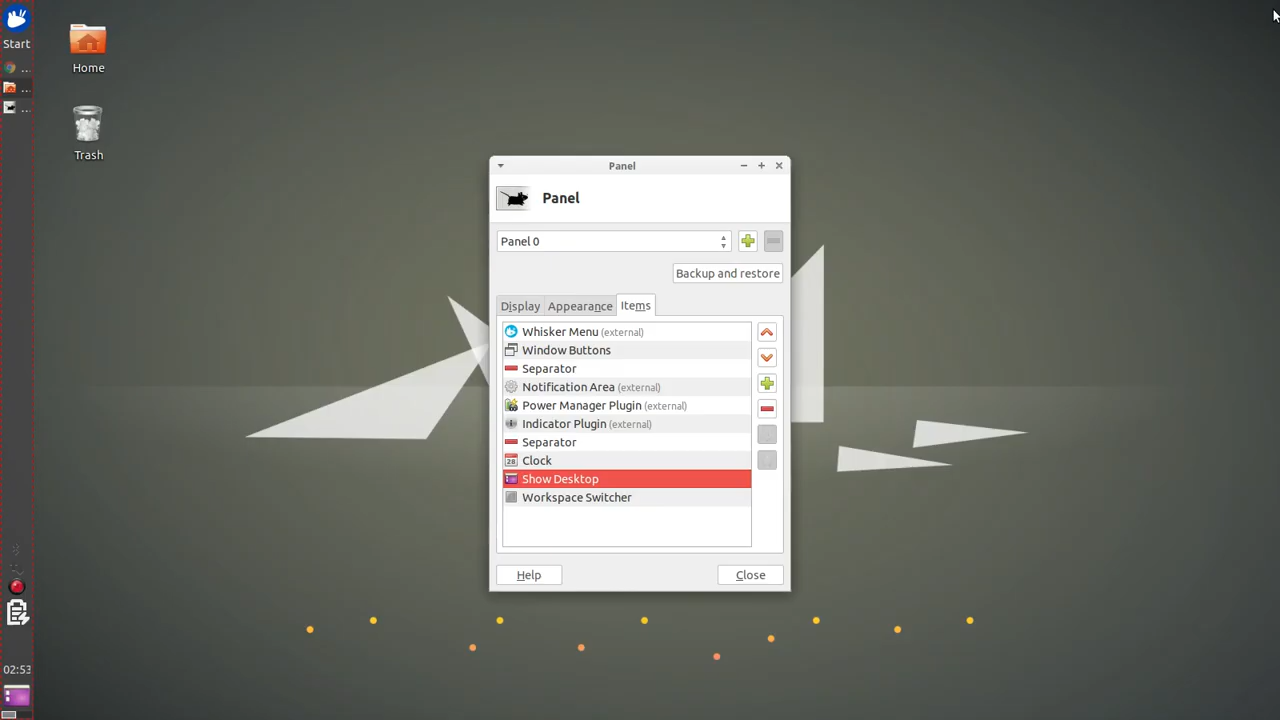 Start
...
...
...
02:53
Home
Trash
Panel
Panel
Panel 0
Backup and restore
Display Appearance Items
Whisker Menu (external)
Window Buttons
Separator
Notification Area (external)
Power Manager Plugin (external)
Indicator Plugin (external)
Separator
28 Clock
Show Desktop
Workspace Switcher
Help Close